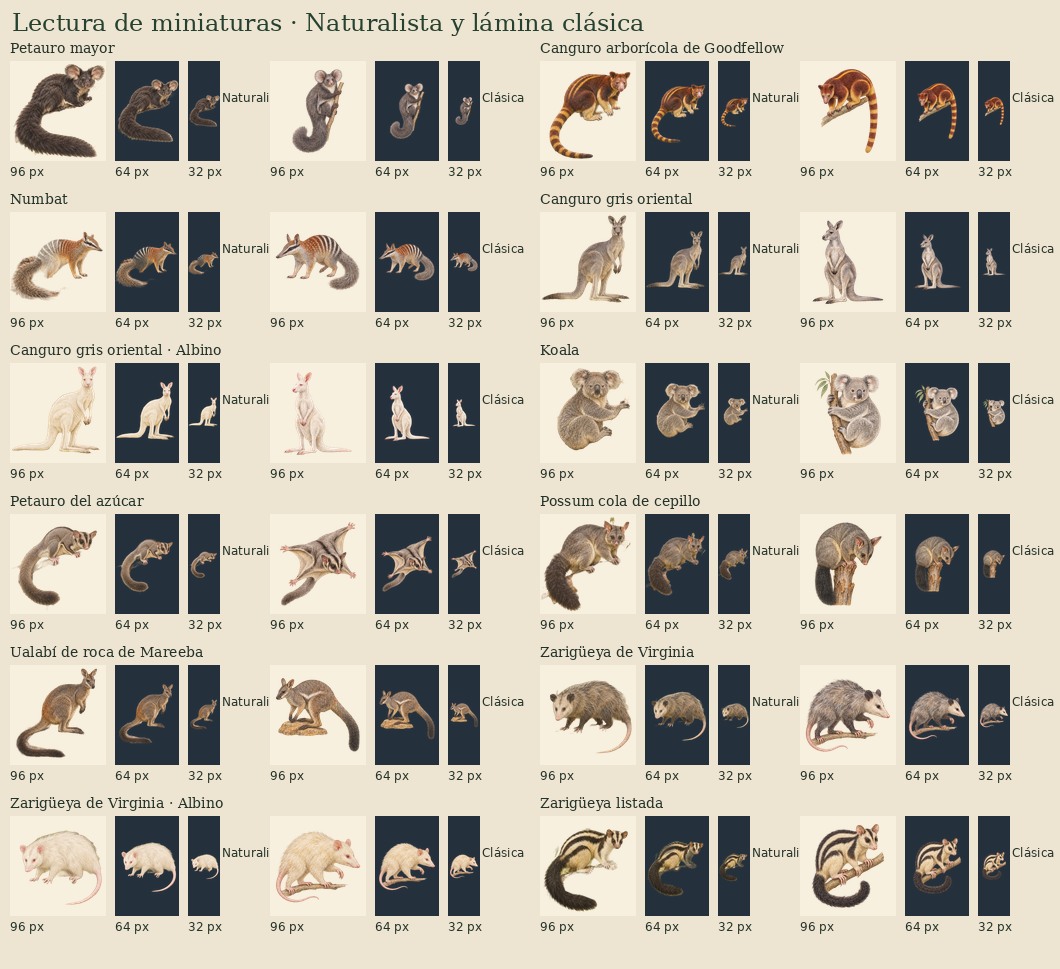 Lectura de miniaturas · Naturalista y lámina clásica
Petauro mayor
Naturali
Clásica
96 px 64 px 32 px 96 px 64 px 32 px
Canguro arborícola de Goodfellow
Naturali
Clásica
96 px 64 px 32 px 96 px 64 px 32 px
Numbat
Naturali
Clásica
96 px 64 px 32 px 96 px 64 px 32 px
Canguro gris oriental
Naturali
Clásica
96 px 64 px 32 px 96 px 64 px 32 px
Canguro gris oriental · Albino
Naturali
Clásica
96 px 64 px 32 px 96 px 64 px 32 px
Koala
Naturali
Clásica
96 px 64 px 32 px 96 px 64 px 32 px
Petauro del azúcar
Naturali
Clásica
96 px 64 px 32 px 96 px 64 px 32 px
Possum cola de cepillo
Naturali
Clásica
96 px 64 px 32 px 96 px 64 px 32 px
Ualabí de roca de Mareeba
Naturali
Clásica
96 px 64 px 32 px 96 px 64 px 32 px
Zarigüeya de Virginia
Naturali
Clásica
96 px 64 px 32 px 96 px 64 px 32 px
Zarigüeya de Virginia · Albino
Naturali
Clásica
96 px 64 px 32 px 96 px 64 px 32 px
Zarigüeya listada
Naturali
Clásica
96 px 64 px 32 px 96 px 64 px 32 px